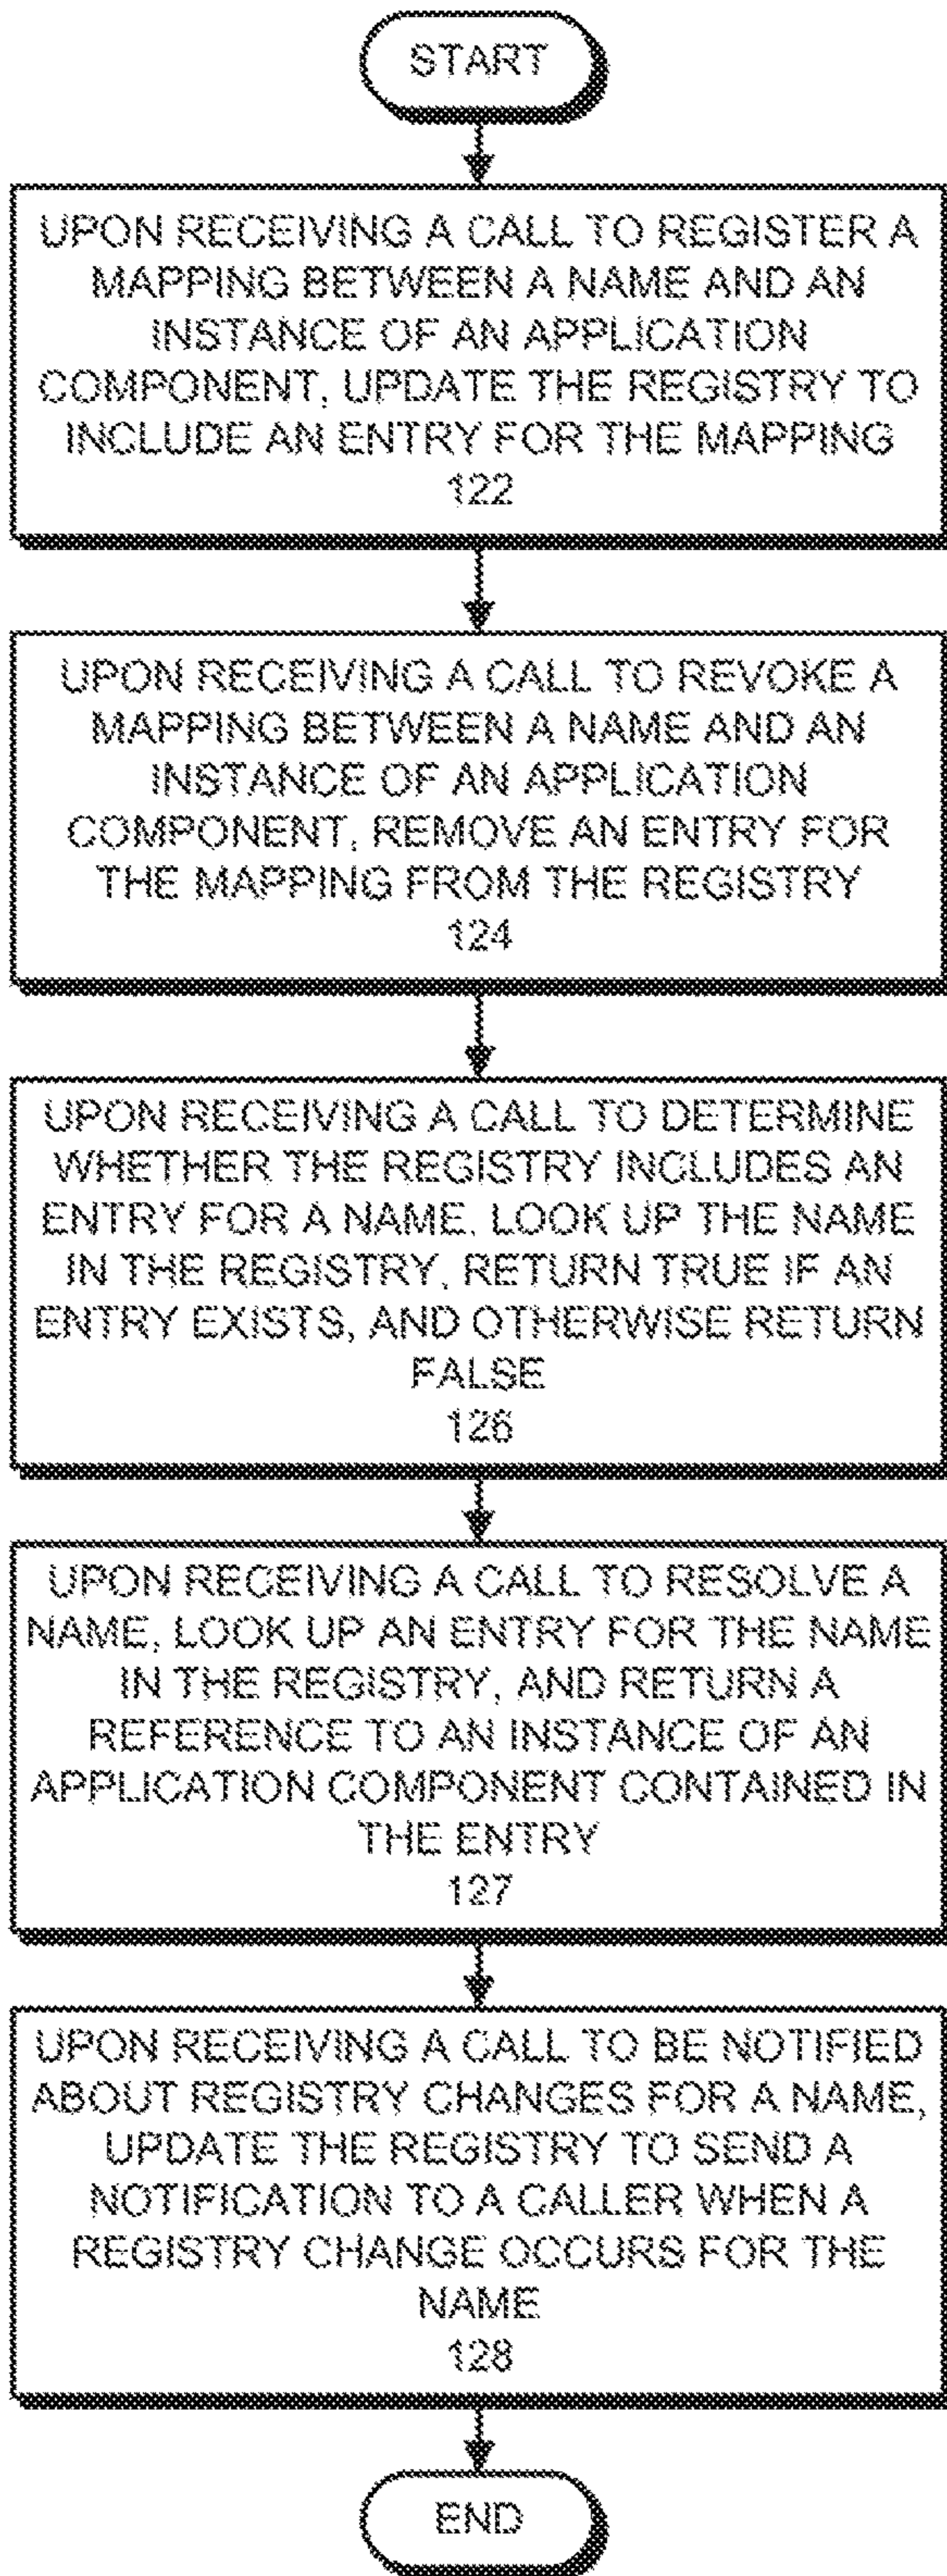 START
UPON RECEIVING A CALL TO REGISTER A
MAPPING BETWEEN A NAME AND AN
INSTANCE OF AN APPLICATION
COMPONENT, UPDATE THE REGISTRY TO
INCLUDE AN ENTRY FOR THE MAPPING
122
UPON RECEIVING A CALL TO REVOKE A
MAPPING BETWEEN A NAME AND AN
INSTANCE OF AN APPLICATION
COMPONENT, REMOVE AN ENTRY FOR
THE MAPPING FROM THE REGISTRY
124
UPON RECEIVING A CALL TO DETERMINE
WHETHER THE REGISTRY INCLUDES AN
ENTRY FOR A NAME, LOOK UP THE NAME
IN THE REGISTRY, RETURN TRUE IF AN
ENTRY EXISTS, AND OTHERWISE RETURN
FALSE
126
UPON RECEIVING A CALL TO RESOLVE A
NAME, LOOK UP AN ENTRY FOR THE NAME
IN THE REGISTRY, AND RETURN A
REFERENCE TO AN INSTANCE OF AN
APPLICATION COMPONENT CONTAINED IN
THE ENTRY
127
UPON RECEIVING A CALL TO BE NOTIFIED
ABOUT REGISTRY CHANGES FOR A NAME,
UPDATE THE REGISTRY TO SEND A
NOTIFICATION TO A CALLER WHEN A
REGISTRY CHANGE OCCURS FOR THE
NAME
128
END